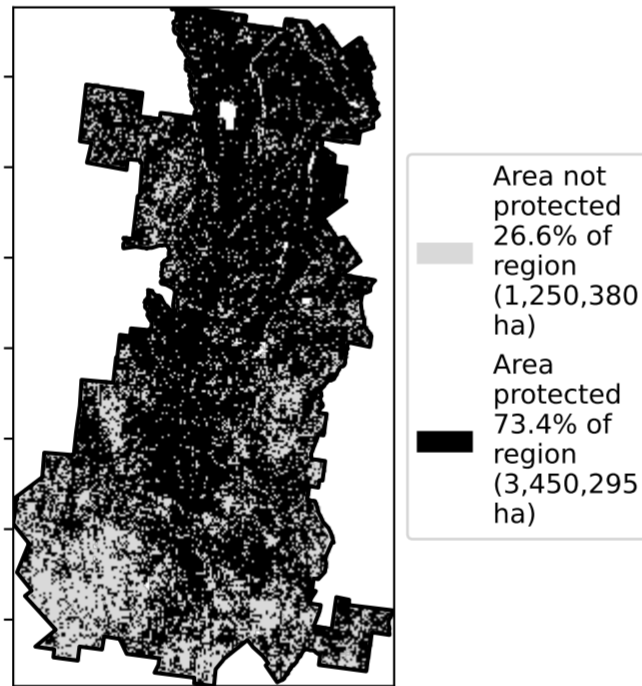 Area not
protected
26.6% of
region
(1,250,380
ha)
Area
protected
73.4% of
region
(3,450,295
ha)